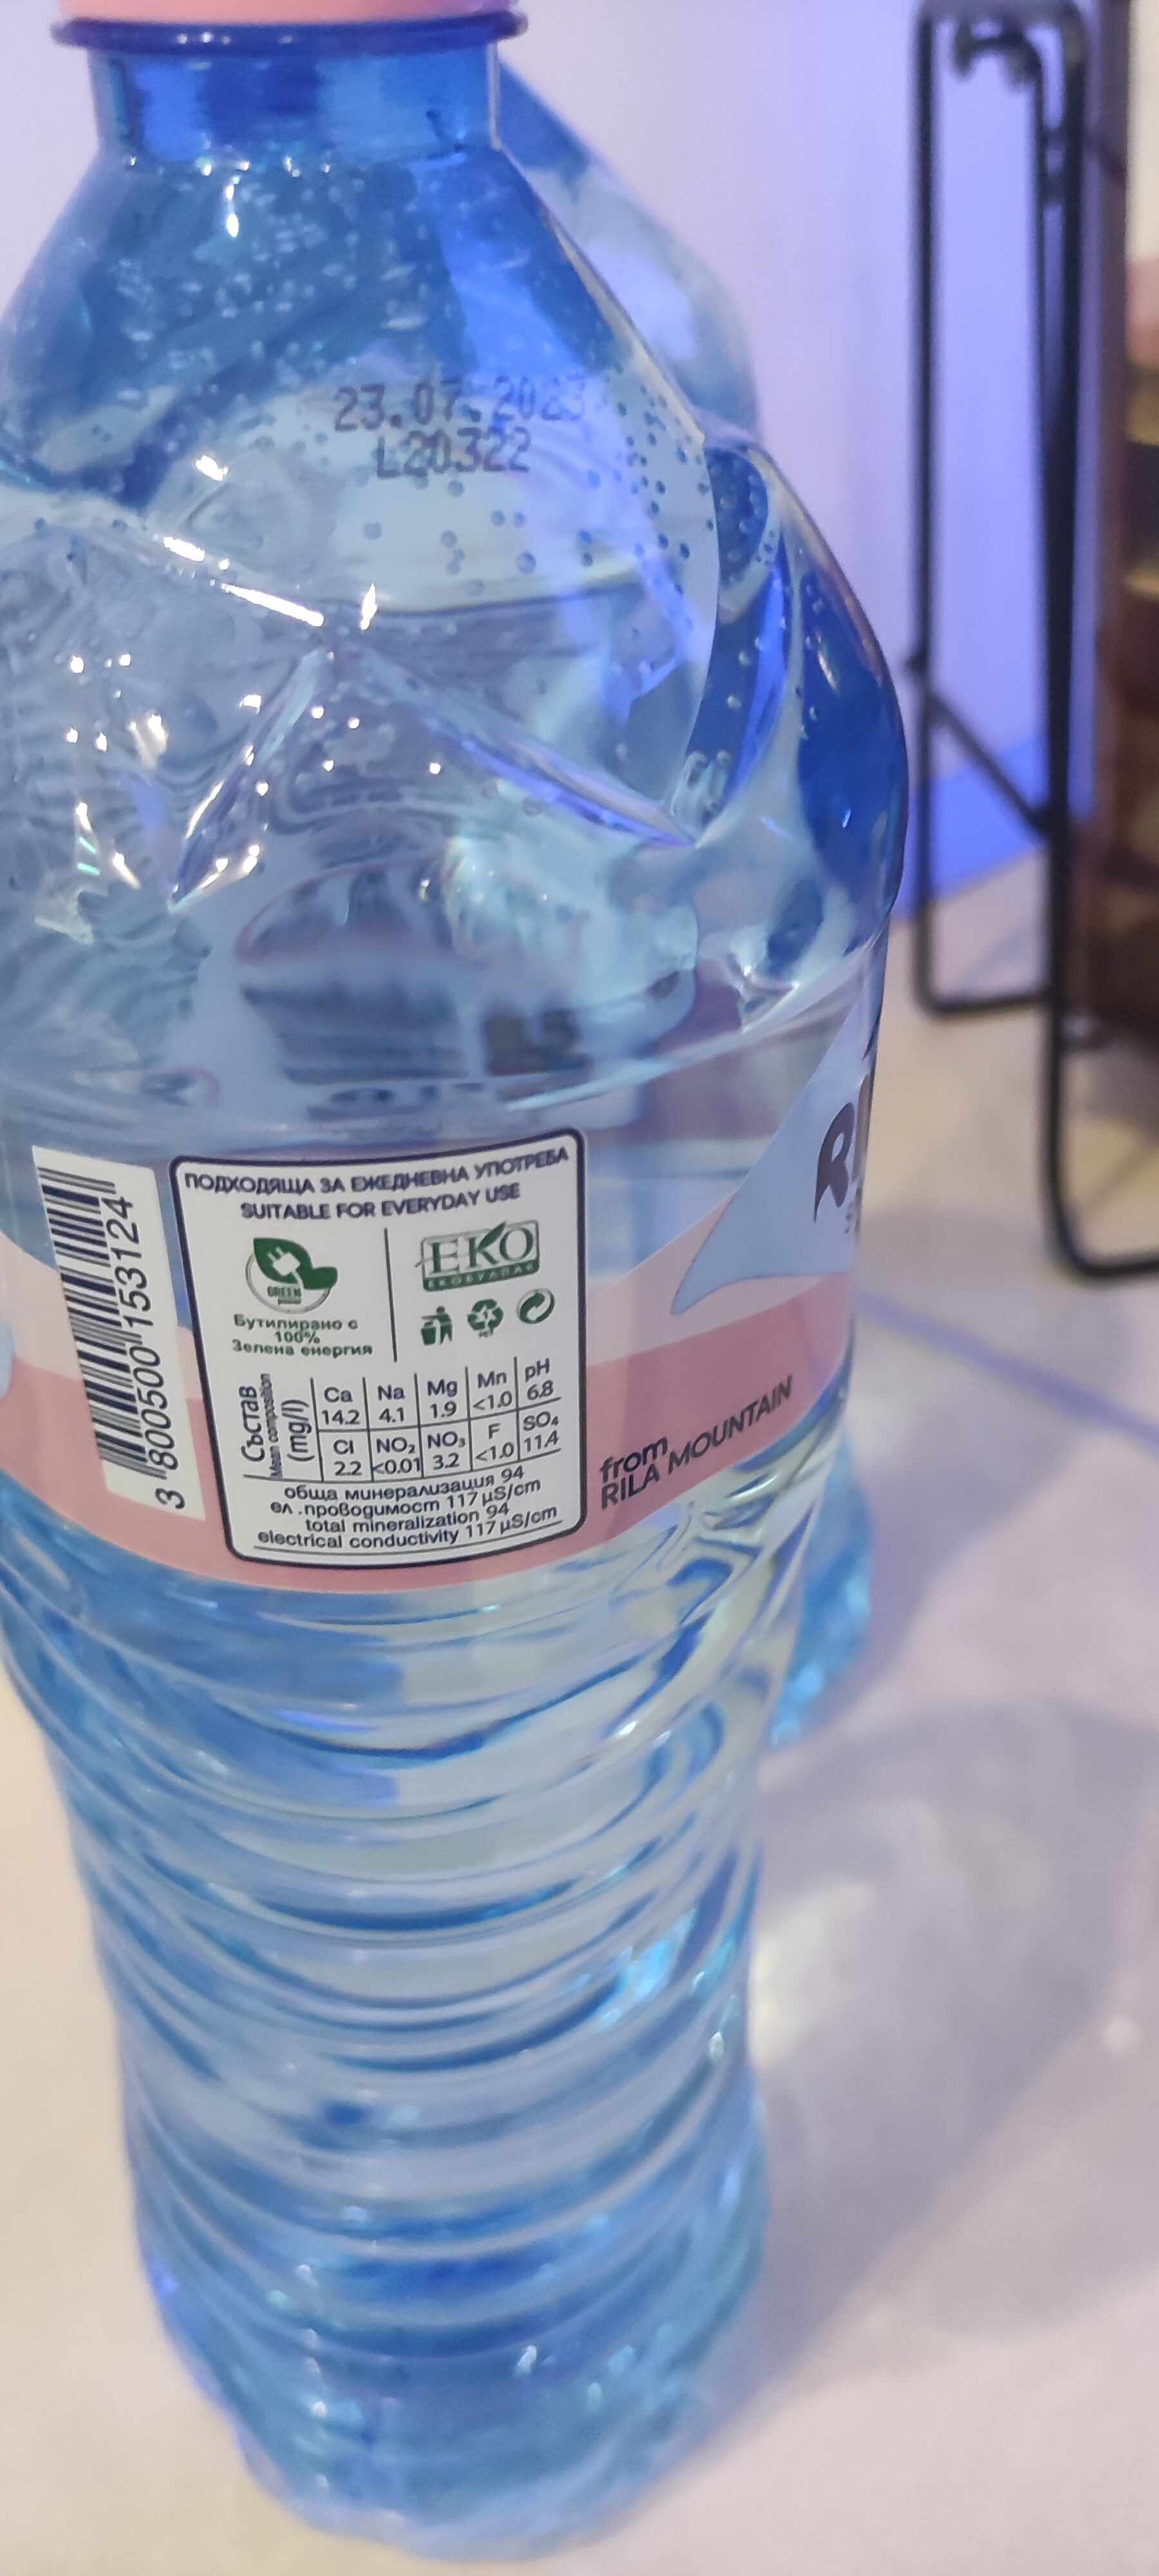 23.07.2023
L20322
3 800500 153124
ПОДХОДЯЩА ЗА ЕЖЕДНЕВНА УПОТРЕБА
SUITABLE FOR EVERYDAY USE
GREEN
Бутилирано с
100%
Зелена енергия
ЕКО
ЕКОБУЛПАК
Състав
Mean composition
(mg/l)
Ca Na Mg Mn pH
14.2 4.1 1.9 <1.0 6.8
Cl NO₂ NO₃ F SO₄
2.2 <0.01 3.2 <1.0 11.4
обща минерализация 94
ел.проводимост 117 µS/cm
total mineralization 94
electrical conductivity 117 µS/cm
from
RILA MOUNTAIN